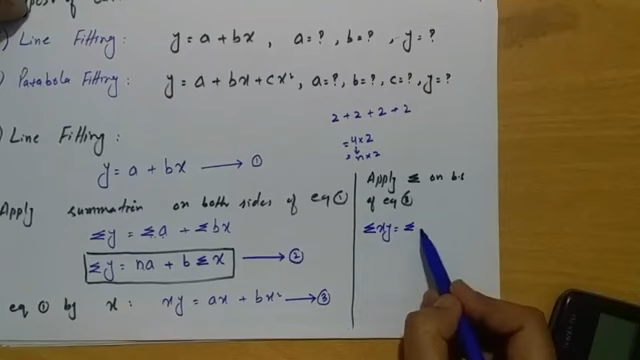 of
) Line Fitting: y = a + bx, a=?, b=?, y=?
) Parabola Fitting: y = a + bx + cx², a=?, b=?, c=?, y=?
2 + 2 + 2 + 2
= 4 x 2
n x 2
) Line Fitting:
y = a + bx → ①
Apply summation on both sides of eq ①
Σy = Σa + Σbx
Σy = na + bΣx → ②
eq ① by x: xy = ax + bx² → ③
Apply Σ on b.s
of eq ③
Σxy = Σ